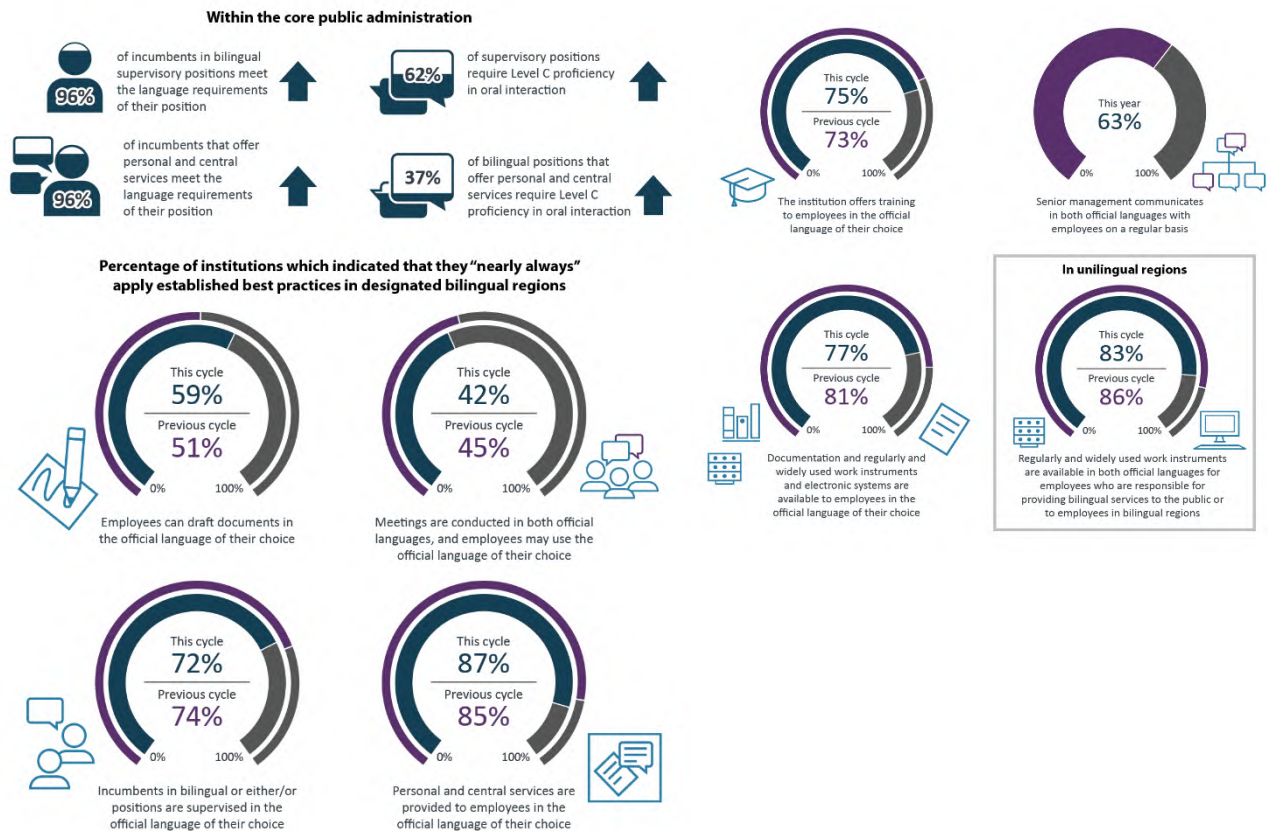 Within the core public administration
96%
of incumbents in bilingual
supervisory positions meet
the language requirements
of their position
62%
of supervisory positions
require Level C proficiency
in oral interaction
96%
of incumbents that offer
personal and central
services meet the
language requirements
of their position
37%
of bilingual positions that
offer personal and central
services require Level C
proficiency in oral interaction
Percentage of institutions which indicated that they “nearly always”
apply established best practices in designated bilingual regions
This cycle
59%
Previous cycle
51%
0% 100%
Employees can draft documents in
the official language of their choice
This cycle
42%
Previous cycle
45%
0% 100%
Meetings are conducted in both official
languages, and employees may use the
official language of their choice
This cycle
72%
Previous cycle
74%
0% 100%
Incumbents in bilingual or either/or
positions are supervised in the
official language of their choice
This cycle
87%
Previous cycle
85%
0% 100%
Personal and central services are
provided to employees in the
official language of their choice
This cycle
75%
Previous cycle
73%
0% 100%
The institution offers training
to employees in the official
language of their choice
This year
63%
0% 100%
Senior management communicates
in both official languages with
employees on a regular basis
This cycle
77%
Previous cycle
81%
0% 100%
Documentation and regularly and
widely used work instruments
and electronic systems are
available to employees in the
official language of their choice
In unilingual regions
This cycle
83%
Previous cycle
86%
0% 100%
Regularly and widely used work instruments
are available in both official languages for
employees who are responsible for
providing bilingual services to the public or
to employees in bilingual regions